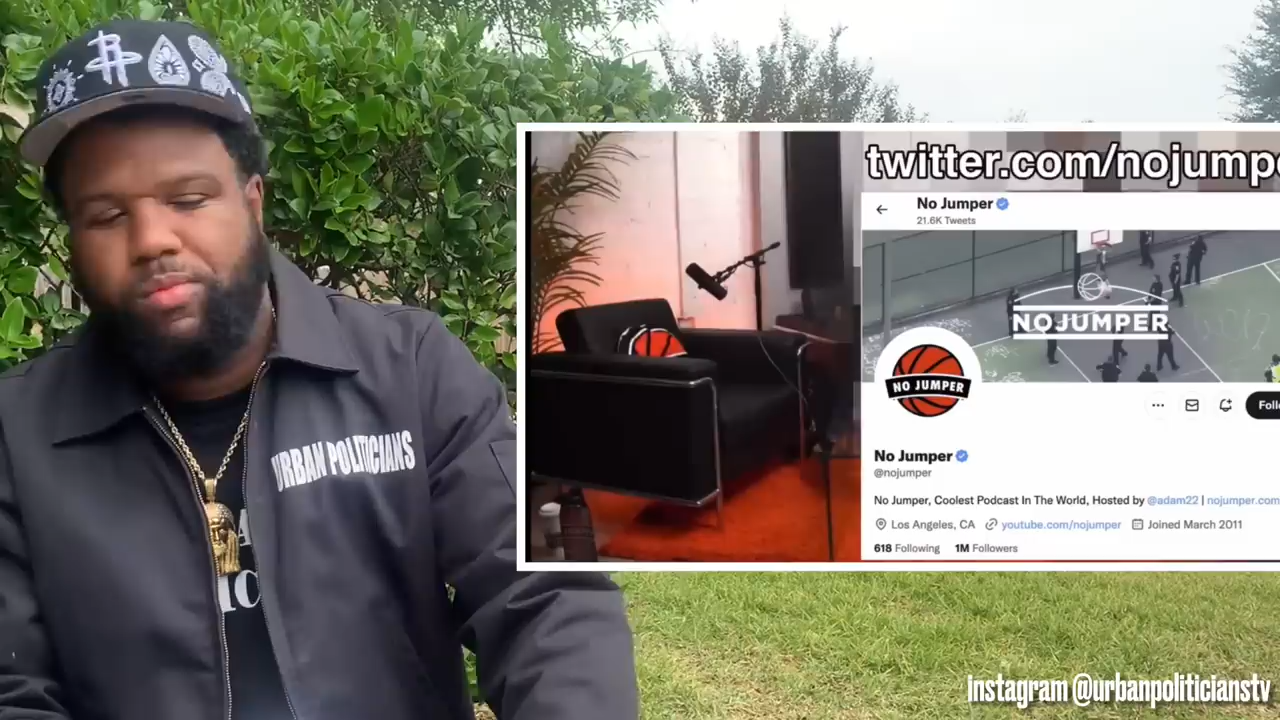 R
URBAN POLITICIANS
twitter.com/nojumpe
No Jumper
21.6K Tweets
NOJUMPER
NO JUMPER
Follo
No Jumper
@nojumper
No Jumper, Coolest Podcast In The World, Hosted by @adam22 | nojumper.com
Los Angeles, CA youtube.com/nojumper Joined March 2011
618 Following 1M Followers
instagram @urbanpoliticianstv